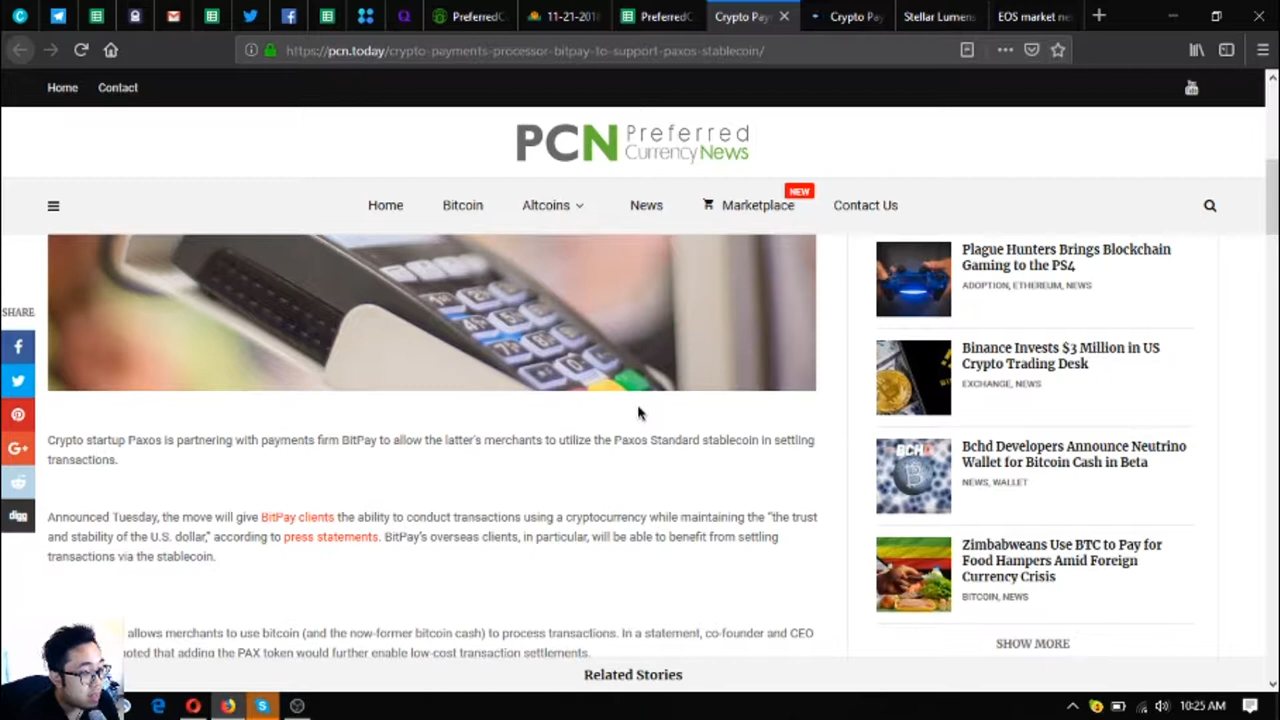 PreferredC
11-21-201
PreferredC
Crypto Pay
Crypto Pay
Stellar Lumens
EOS market ne
https://pcn.today/crypto-payments-processor-bitpay-to-support-paxos-stablecoin/
Home Contact
PCN Preferred
Currency News
NEW
Home Bitcoin Altcoins News Marketplace Contact Us
SHARE
digg
Crypto startup Paxos is partnering with payments firm BitPay to allow the latter's merchants to utilize the Paxos Standard stablecoin in settling
transactions.
Announced Tuesday, the move will give BitPay clients the ability to conduct transactions using a cryptocurrency while maintaining the “the trust
and stability of the U.S. dollar,” according to press statements. BitPay’s overseas clients, in particular, will be able to benefit from settling
transactions via the stablecoin.
allows merchants to use bitcoin (and the now-former bitcoin cash) to process transactions. In a statement, co-founder and CEO
noted that adding the PAX token would further enable low-cost transaction settlements.
Plague Hunters Brings Blockchain
Gaming to the PS4
ADOPTION, ETHEREUM, NEWS
Binance Invests $3 Million in US
Crypto Trading Desk
EXCHANGE, NEWS
Bchd Developers Announce Neutrino
Wallet for Bitcoin Cash in Beta
NEWS, WALLET
Zimbabweans Use BTC to Pay for
Food Hampers Amid Foreign
Currency Crisis
BITCOIN, NEWS
SHOW MORE
Related Stories
10:25 AM